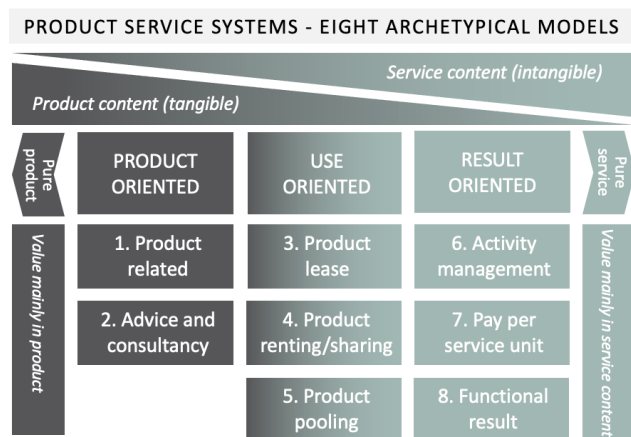 PRODUCT SERVICE SYSTEMS - EIGHT ARCHETYPICAL MODELS
Service content (intangible)
Product content (tangible)
Pure
product
PRODUCT
ORIENTED
USE
ORIENTED
RESULT
ORIENTED
Pure
service
Value mainly in product
1. Product
related
3. Product
lease
6. Activity
management
2. Advice and
consultancy
4. Product
renting/sharing
7. Pay per
service unit
5. Product
pooling
8. Functional
result
Value mainly in service content